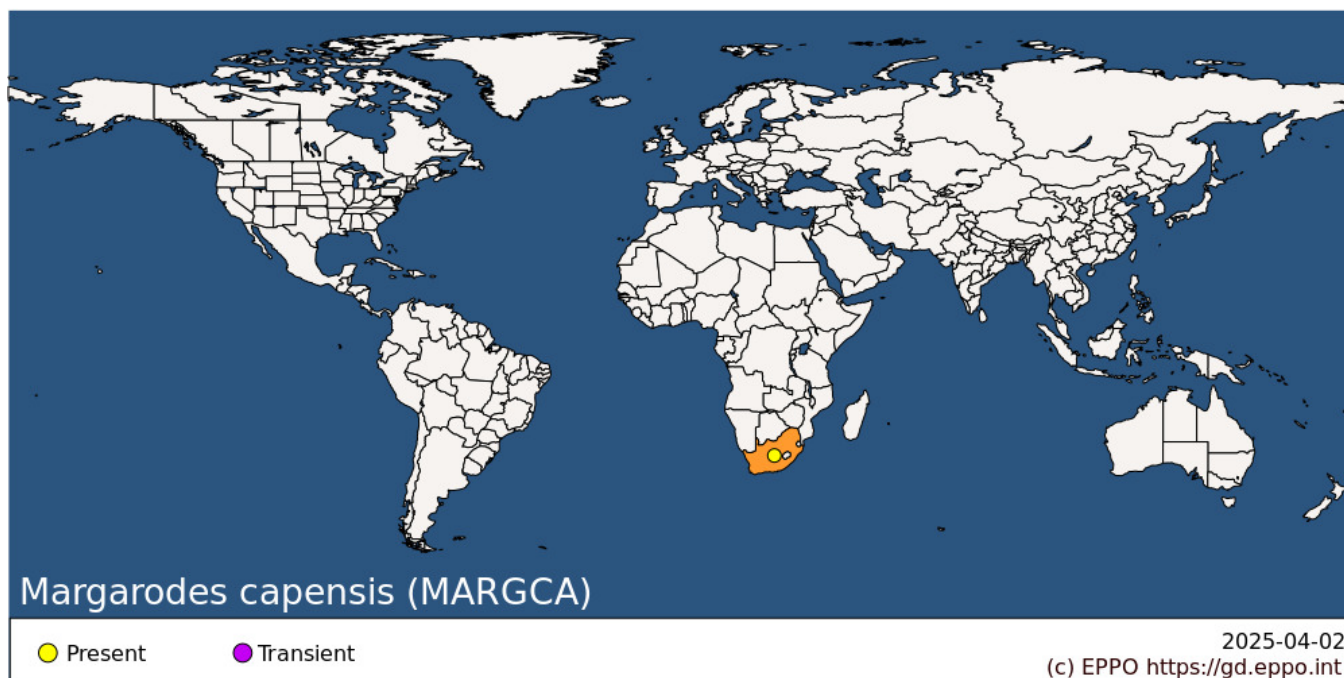 Margarodes capensis (MARGCA)
Present
Transient
2025-04-02
(c) EPPO https://gd.eppo.int